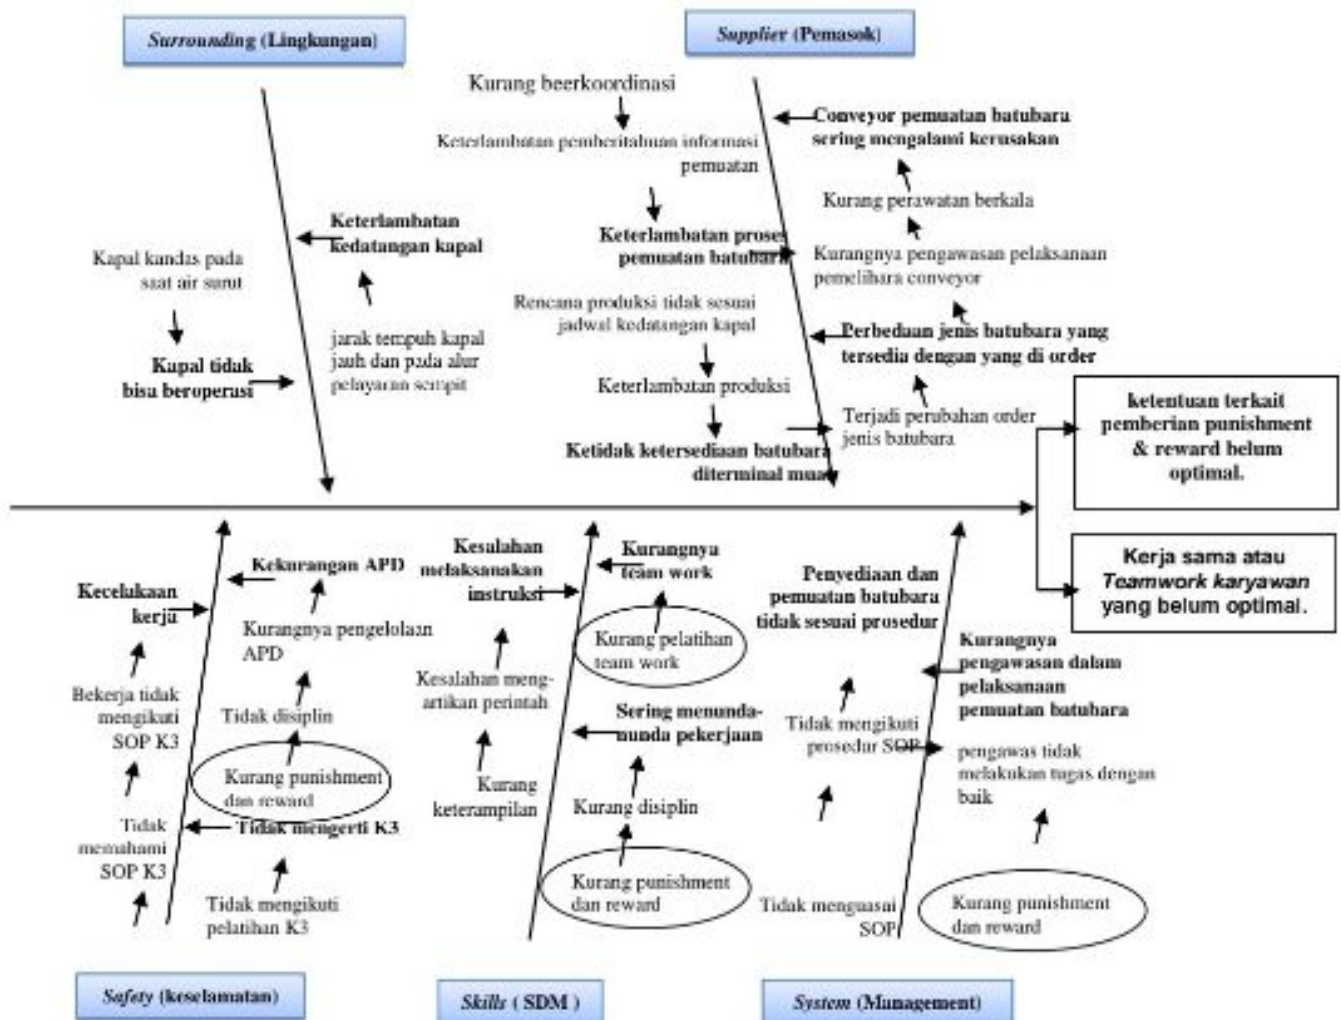 Surrounding (Lingkungan)
Supplier (Pemasok)
Kurang beerkoordinasi
Keterlambatan pemberitahuan informasi
pemuatan
Keterlambatan proses
pemuatan batubara
Rencana produksi tidak sesuai
jadwal kedatangan kapal
Keterlambatan produksi
Ketidak ketersediaan batubara
diterminal muat
Conveyor pemuatan batubara
sering mengalami kerusakan
Kurang perawatan berkala
Kurangnya pengawasan pelaksanaan
pemelihara conveyor
Perbedaan jenis batubara yang
tersedia dengan yang di order
Terjadi perubahan order
jenis batubara
Keterlambatan
kedatangan kapal
jarak tempuh kapal
jauh dan pada alur
pelayaran sempit
Kapal kandas pada
saat air surut
Kapal tidak
bisa beroperasi
ketentuan terkait
pemberian punishment
& reward belum
optimal.
Kerja sama atau
Teamwork karyawan
yang belum optimal.
Kecelakaan
kerja
Bekerja tidak
mengikuti
SOP K3
Tidak
memahami
SOP K3
Kekurangan APD
Kurangnya pengelolaan
APD
Tidak disiplin
Kurang punishment
dan reward
Tidak mengerti K3
Tidak mengikuti
pelatihan K3
Kesalahan
melaksanakan
instruksi
Kesalahan meng-
artikan perintah
Kurang
keterampilan
Kurangnya
team work
Kurang pelatihan
team work
Sering menunda-
nunda pekerjaan
Kurang disiplin
Kurang punishment
dan reward
Penyediaan dan
pemuatan batubara
tidak sesuai prosedur
Tidak mengikuti
prosedur SOP
Tidak menguasai
SOP
Kurangnya
pengawasan dalam
pelaksanaan
pemuatan batubara
pengawas tidak
melakukan tugas dengan
baik
Kurang punishment
dan reward
Safety (keselamatan)
Skills ( SDM )
System (Management)